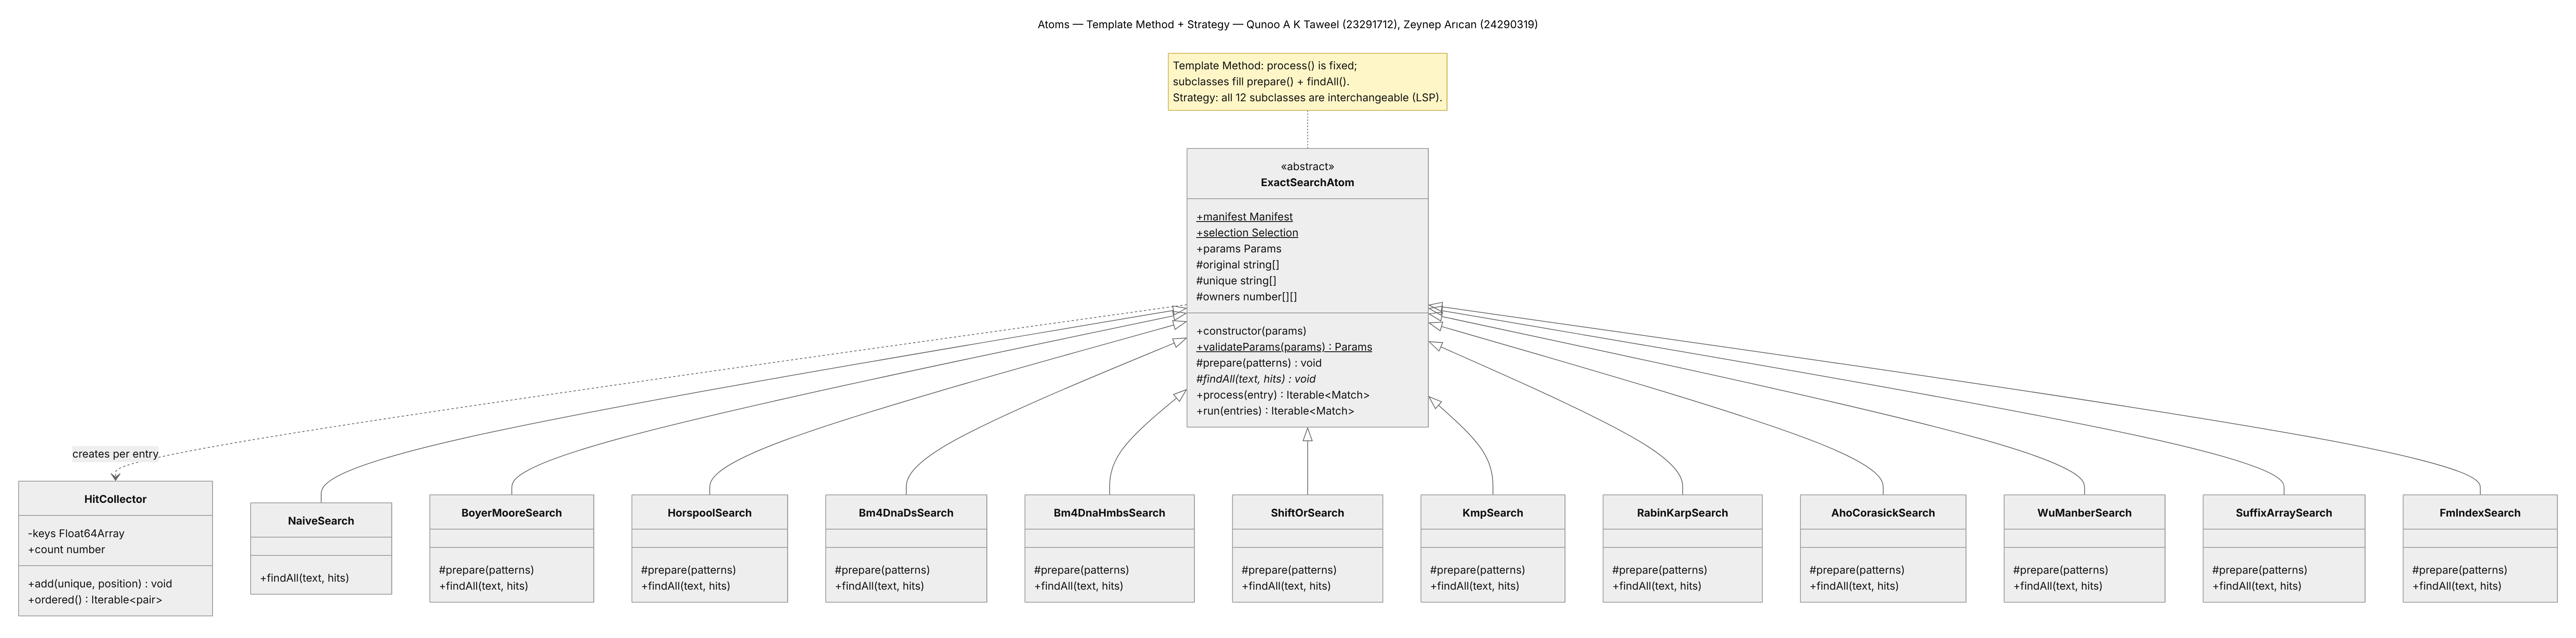 Atoms — Template Method + Strategy — Qunoo A K Taweel (23291712), Zeynep Arıcan (24290319)
Template Method: process() is fixed;
subclasses fill prepare() + findAll().
Strategy: all 12 subclasses are interchangeable (LSP).
«abstract»
ExactSearchAtom
+manifest Manifest
+selection Selection
+params Params
#original string[]
#unique string[]
#owners number[][]
+constructor(params)
+validateParams(params) : Params
#prepare(patterns) : void
#findAll(text, hits) : void
+process(entry) : Iterable<Match>
+run(entries) : Iterable<Match>
creates per entry
HitCollector
-keys Float64Array
+count number
+add(unique, position) : void
+ordered() : Iterable<pair>
NaiveSearch
+findAll(text, hits)
BoyerMooreSearch
#prepare(patterns)
+findAll(text, hits)
HorspoolSearch
#prepare(patterns)
+findAll(text, hits)
Bm4DnaDsSearch
#prepare(patterns)
+findAll(text, hits)
Bm4DnaHmbsSearch
#prepare(patterns)
+findAll(text, hits)
ShiftOrSearch
#prepare(patterns)
+findAll(text, hits)
KmpSearch
#prepare(patterns)
+findAll(text, hits)
RabinKarpSearch
#prepare(patterns)
+findAll(text, hits)
AhoCorasickSearch
#prepare(patterns)
+findAll(text, hits)
WuManberSearch
#prepare(patterns)
+findAll(text, hits)
SuffixArraySearch
#prepare(patterns)
+findAll(text, hits)
FmIndexSearch
#prepare(patterns)
+findAll(text, hits)